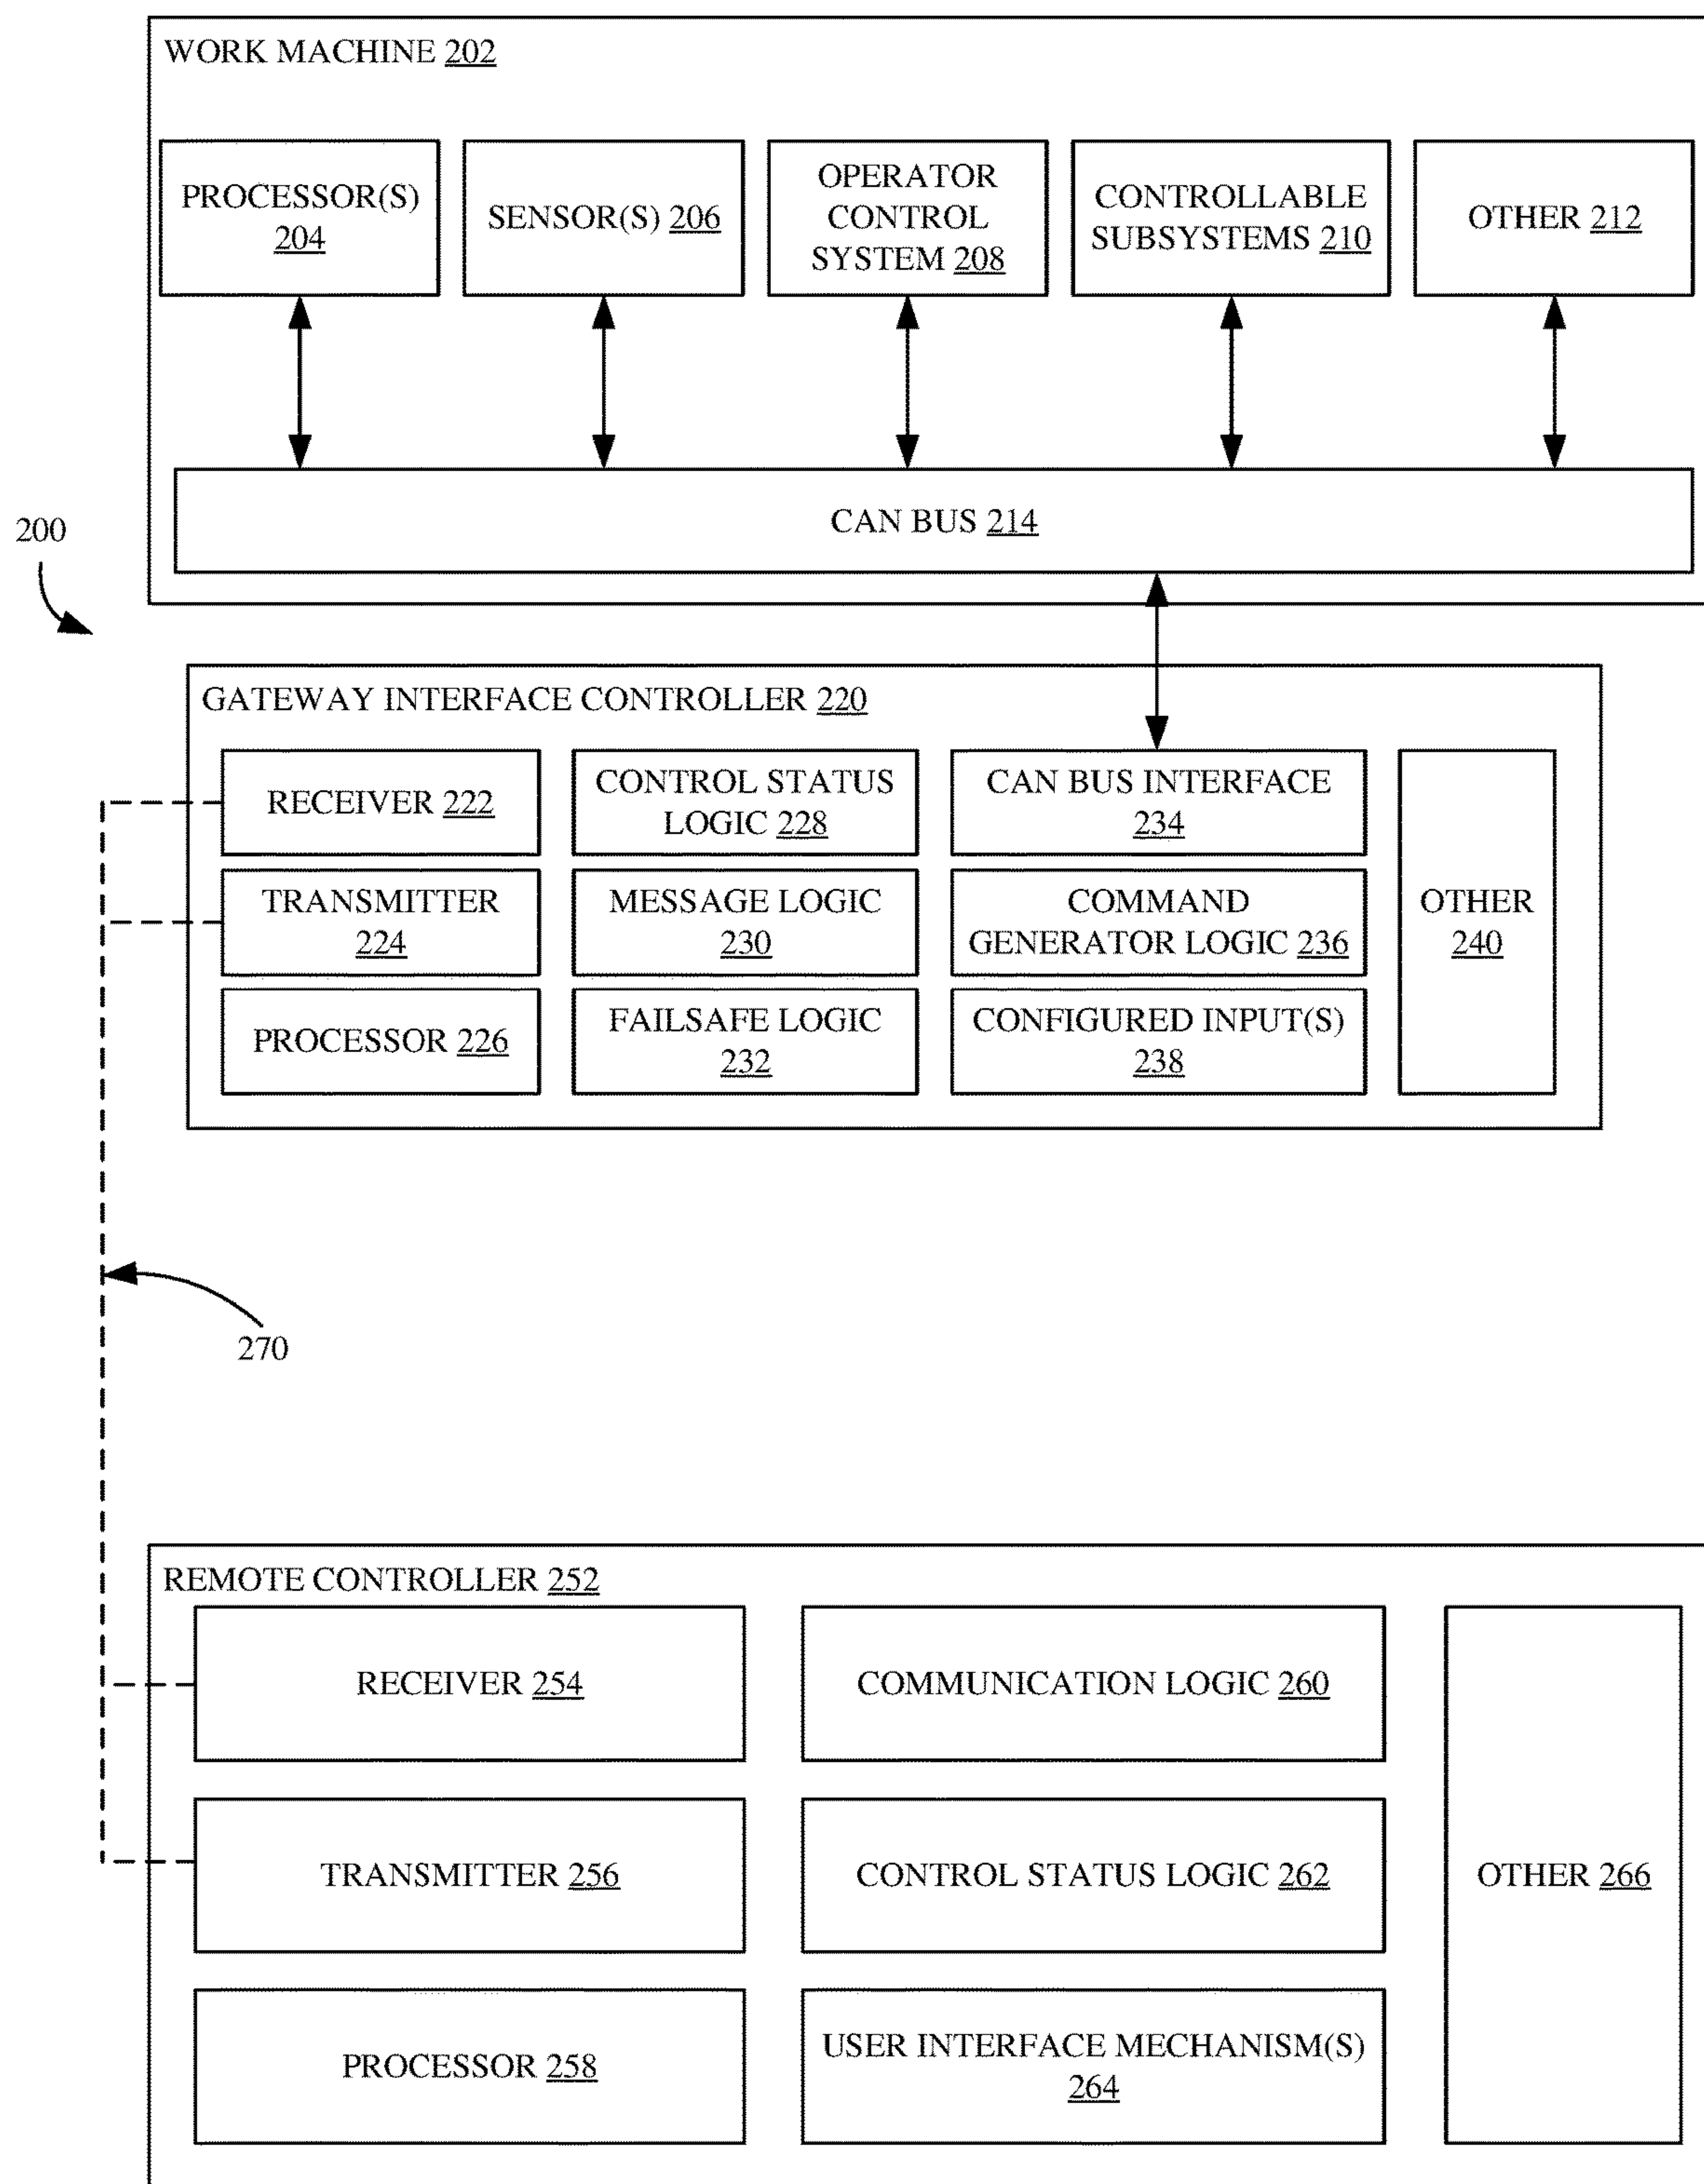 WORK MACHINE 202
PROCESSOR(S)
204
SENSOR(S) 206
OPERATOR
CONTROL
SYSTEM 208
CONTROLLABLE
SUBSYSTEMS 210
OTHER 212
CAN BUS 214
200
GATEWAY INTERFACE CONTROLLER 220
RECEIVER 222
CONTROL STATUS
LOGIC 228
CAN BUS INTERFACE
234
TRANSMITTER
224
MESSAGE LOGIC
230
COMMAND
GENERATOR LOGIC 236
OTHER
240
PROCESSOR 226
FAILSAFE LOGIC
232
CONFIGURED INPUT(S)
238
270
REMOTE CONTROLLER 252
RECEIVER 254
COMMUNICATION LOGIC 260
TRANSMITTER 256
CONTROL STATUS LOGIC 262
OTHER 266
PROCESSOR 258
USER INTERFACE MECHANISM(S)
264